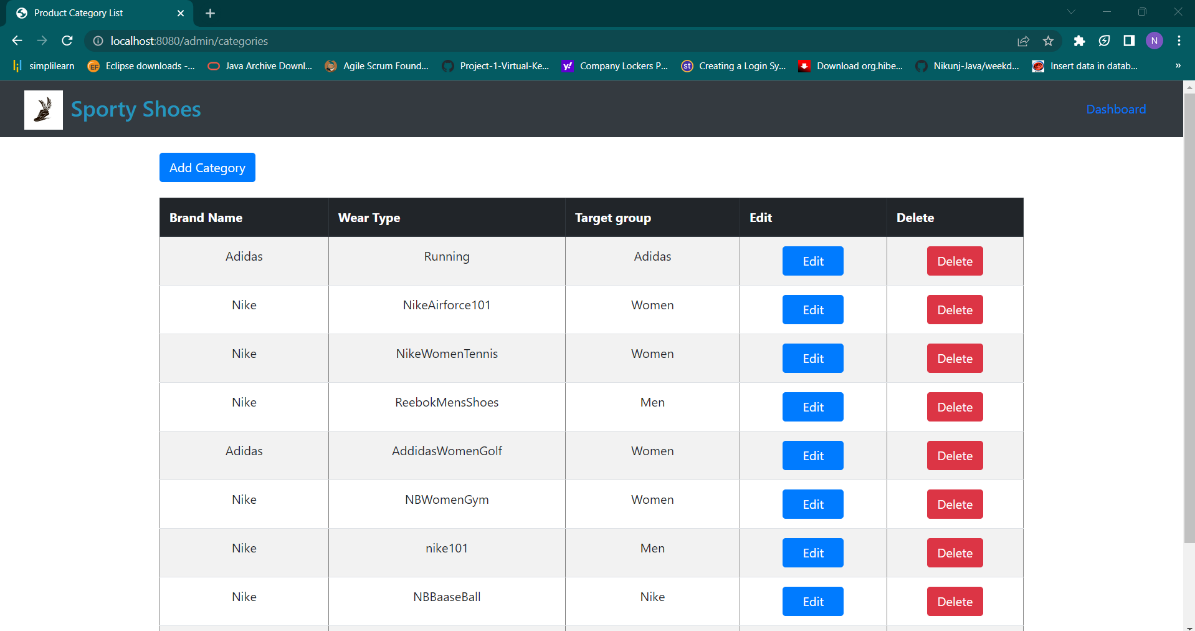 Product Category List
localhost:8080/admin/categories
N
simplilearn EF Eclipse downloads -... Java Archive Downl... Agile Scrum Found... Project-1-Virtual-Ke... y! Company Lockers P... st Creating a Login Sy... Download org.hibe... Nikunj-Java/weekd... Insert data in datab... »
Sporty Shoes Dashboard
Add Category
Brand Name Wear Type Target group Edit Delete
Adidas Running Adidas Edit Delete
Nike NikeAirforce101 Women Edit Delete
Nike NikeWomenTennis Women Edit Delete
Nike ReebokMensShoes Men Edit Delete
Adidas AddidasWomenGolf Women Edit Delete
Nike NBWomenGym Women Edit Delete
Nike nike101 Men Edit Delete
Nike NBBaaseBall Nike Edit Delete